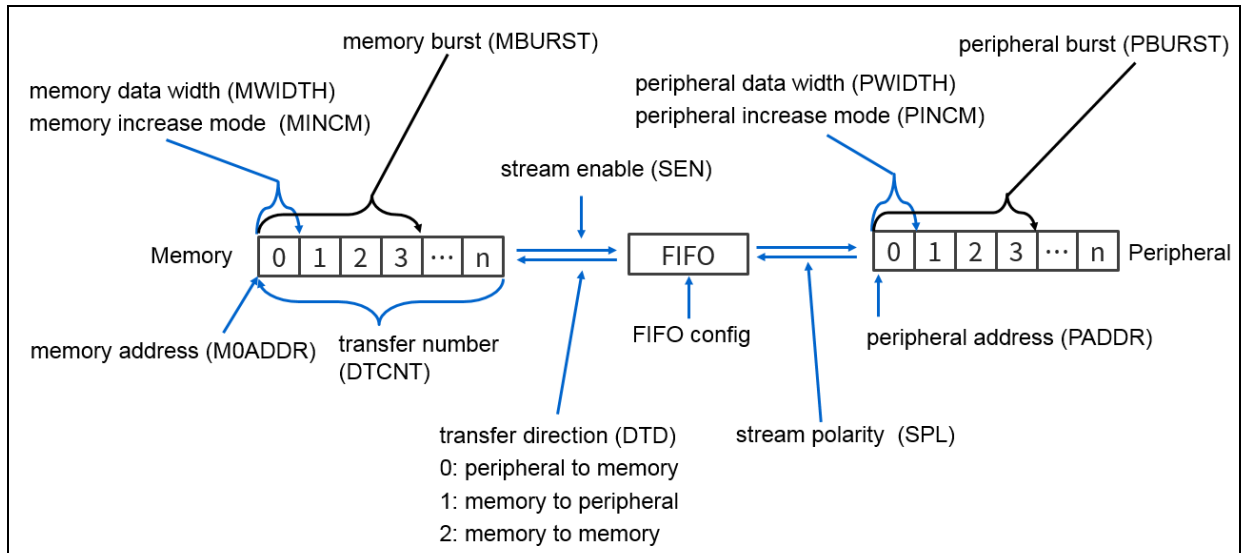 memory burst (MBURST)
peripheral burst (PBURST)
memory data width (MWIDTH)
memory increase mode (MINCM)
peripheral data width (PWIDTH)
peripheral increase mode (PINCM)
stream enable (SEN)
Memory 0 1 2 3 ··· n FIFO 0 1 2 3 ··· n Peripheral
memory address (M0ADDR)
transfer number
(DTCNT)
FIFO config
peripheral address (PADDR)
transfer direction (DTD)
0: peripheral to memory
1: memory to peripheral
2: memory to memory
stream polarity (SPL)